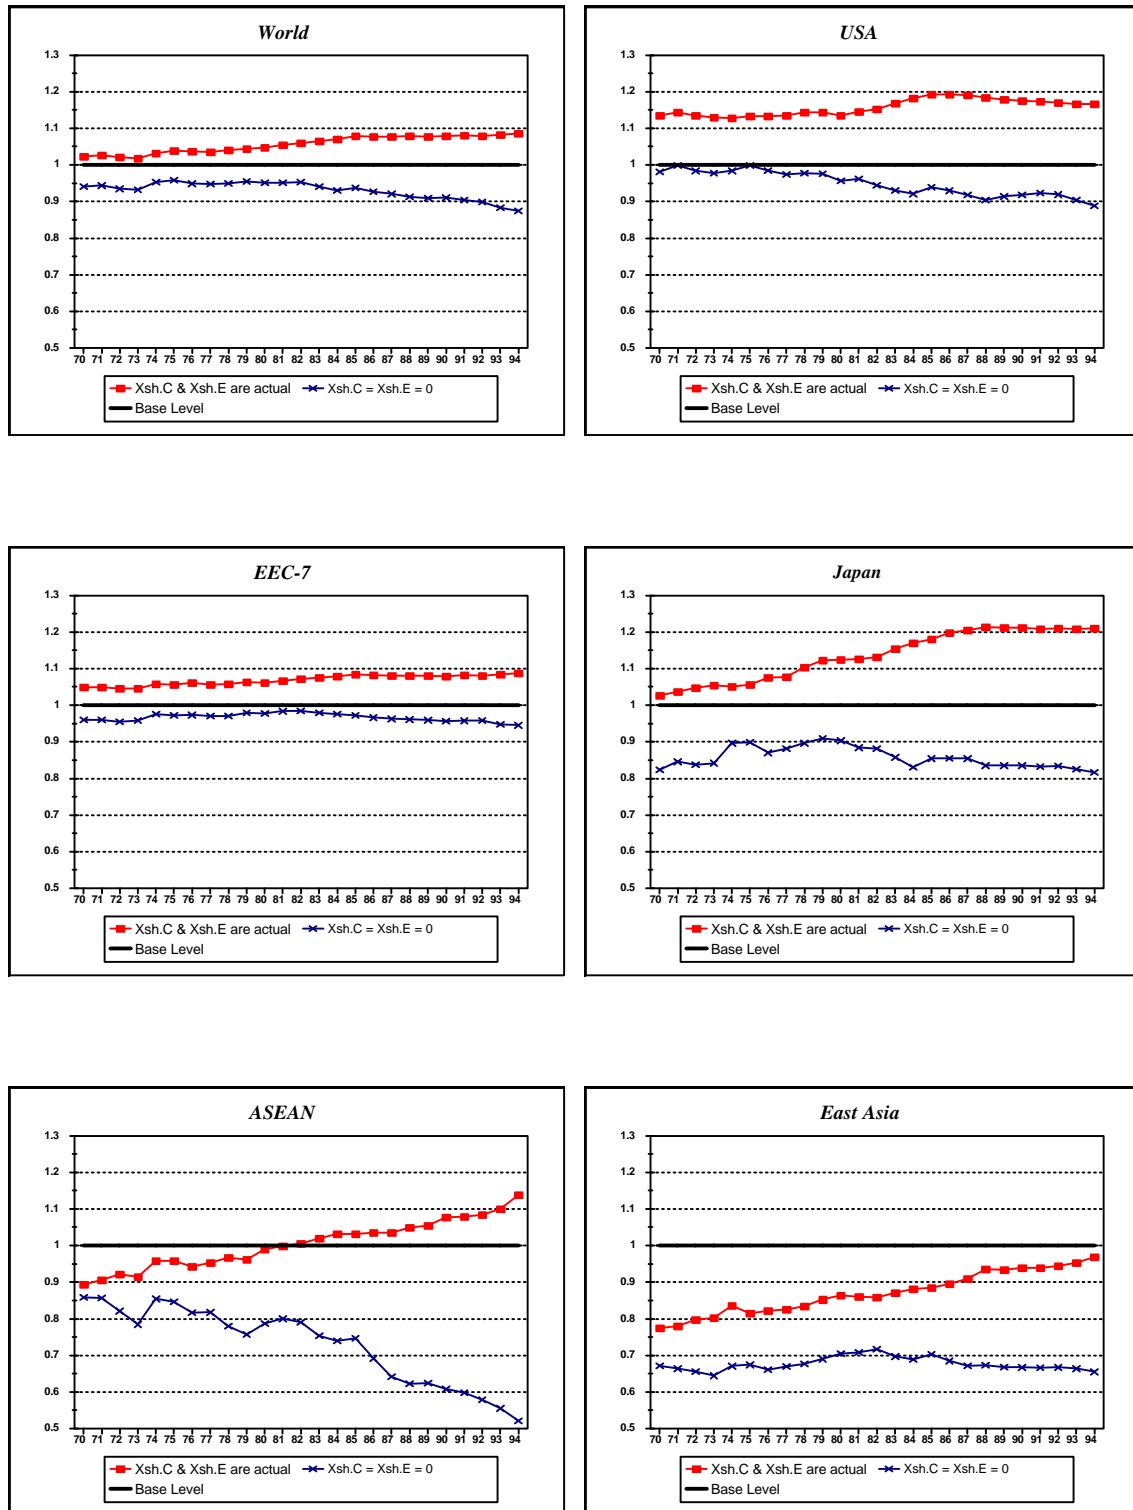 World
1.3
1.2
1.1
1
0.9
0.8
0.7
0.6
0.5
70 71 72 73 74 75 76 77 78 79 80 81 82 83 84 85 86 87 88 89 90 91 92 93 94
Xsh.C & Xsh.E are actual Xsh.C = Xsh.E = 0
Base Level
USA
1.3
1.2
1.1
1
0.9
0.8
0.7
0.6
0.5
70 71 72 73 74 75 76 77 78 79 80 81 82 83 84 85 86 87 88 89 90 91 92 93 94
Xsh.C & Xsh.E are actual Xsh.C = Xsh.E = 0
Base Level
EEC-7
1.3
1.2
1.1
1
0.9
0.8
0.7
0.6
0.5
70 71 72 73 74 75 76 77 78 79 80 81 82 83 84 85 86 87 88 89 90 91 92 93 94
Xsh.C & Xsh.E are actual Xsh.C = Xsh.E = 0
Base Level
Japan
1.3
1.2
1.1
1
0.9
0.8
0.7
0.6
0.5
70 71 72 73 74 75 76 77 78 79 80 81 82 83 84 85 86 87 88 89 90 91 92 93 94
Xsh.C & Xsh.E are actual Xsh.C = Xsh.E = 0
Base Level
ASEAN
1.3
1.2
1.1
1
0.9
0.8
0.7
0.6
0.5
70 71 72 73 74 75 76 77 78 79 80 81 82 83 84 85 86 87 88 89 90 91 92 93 94
Xsh.C & Xsh.E are actual Xsh.C = Xsh.E = 0
Base Level
East Asia
1.3
1.2
1.1
1
0.9
0.8
0.7
0.6
0.5
70 71 72 73 74 75 76 77 78 79 80 81 82 83 84 85 86 87 88 89 90 91 92 93 94
Xsh.C & Xsh.E are actual Xsh.C = Xsh.E = 0
Base Level